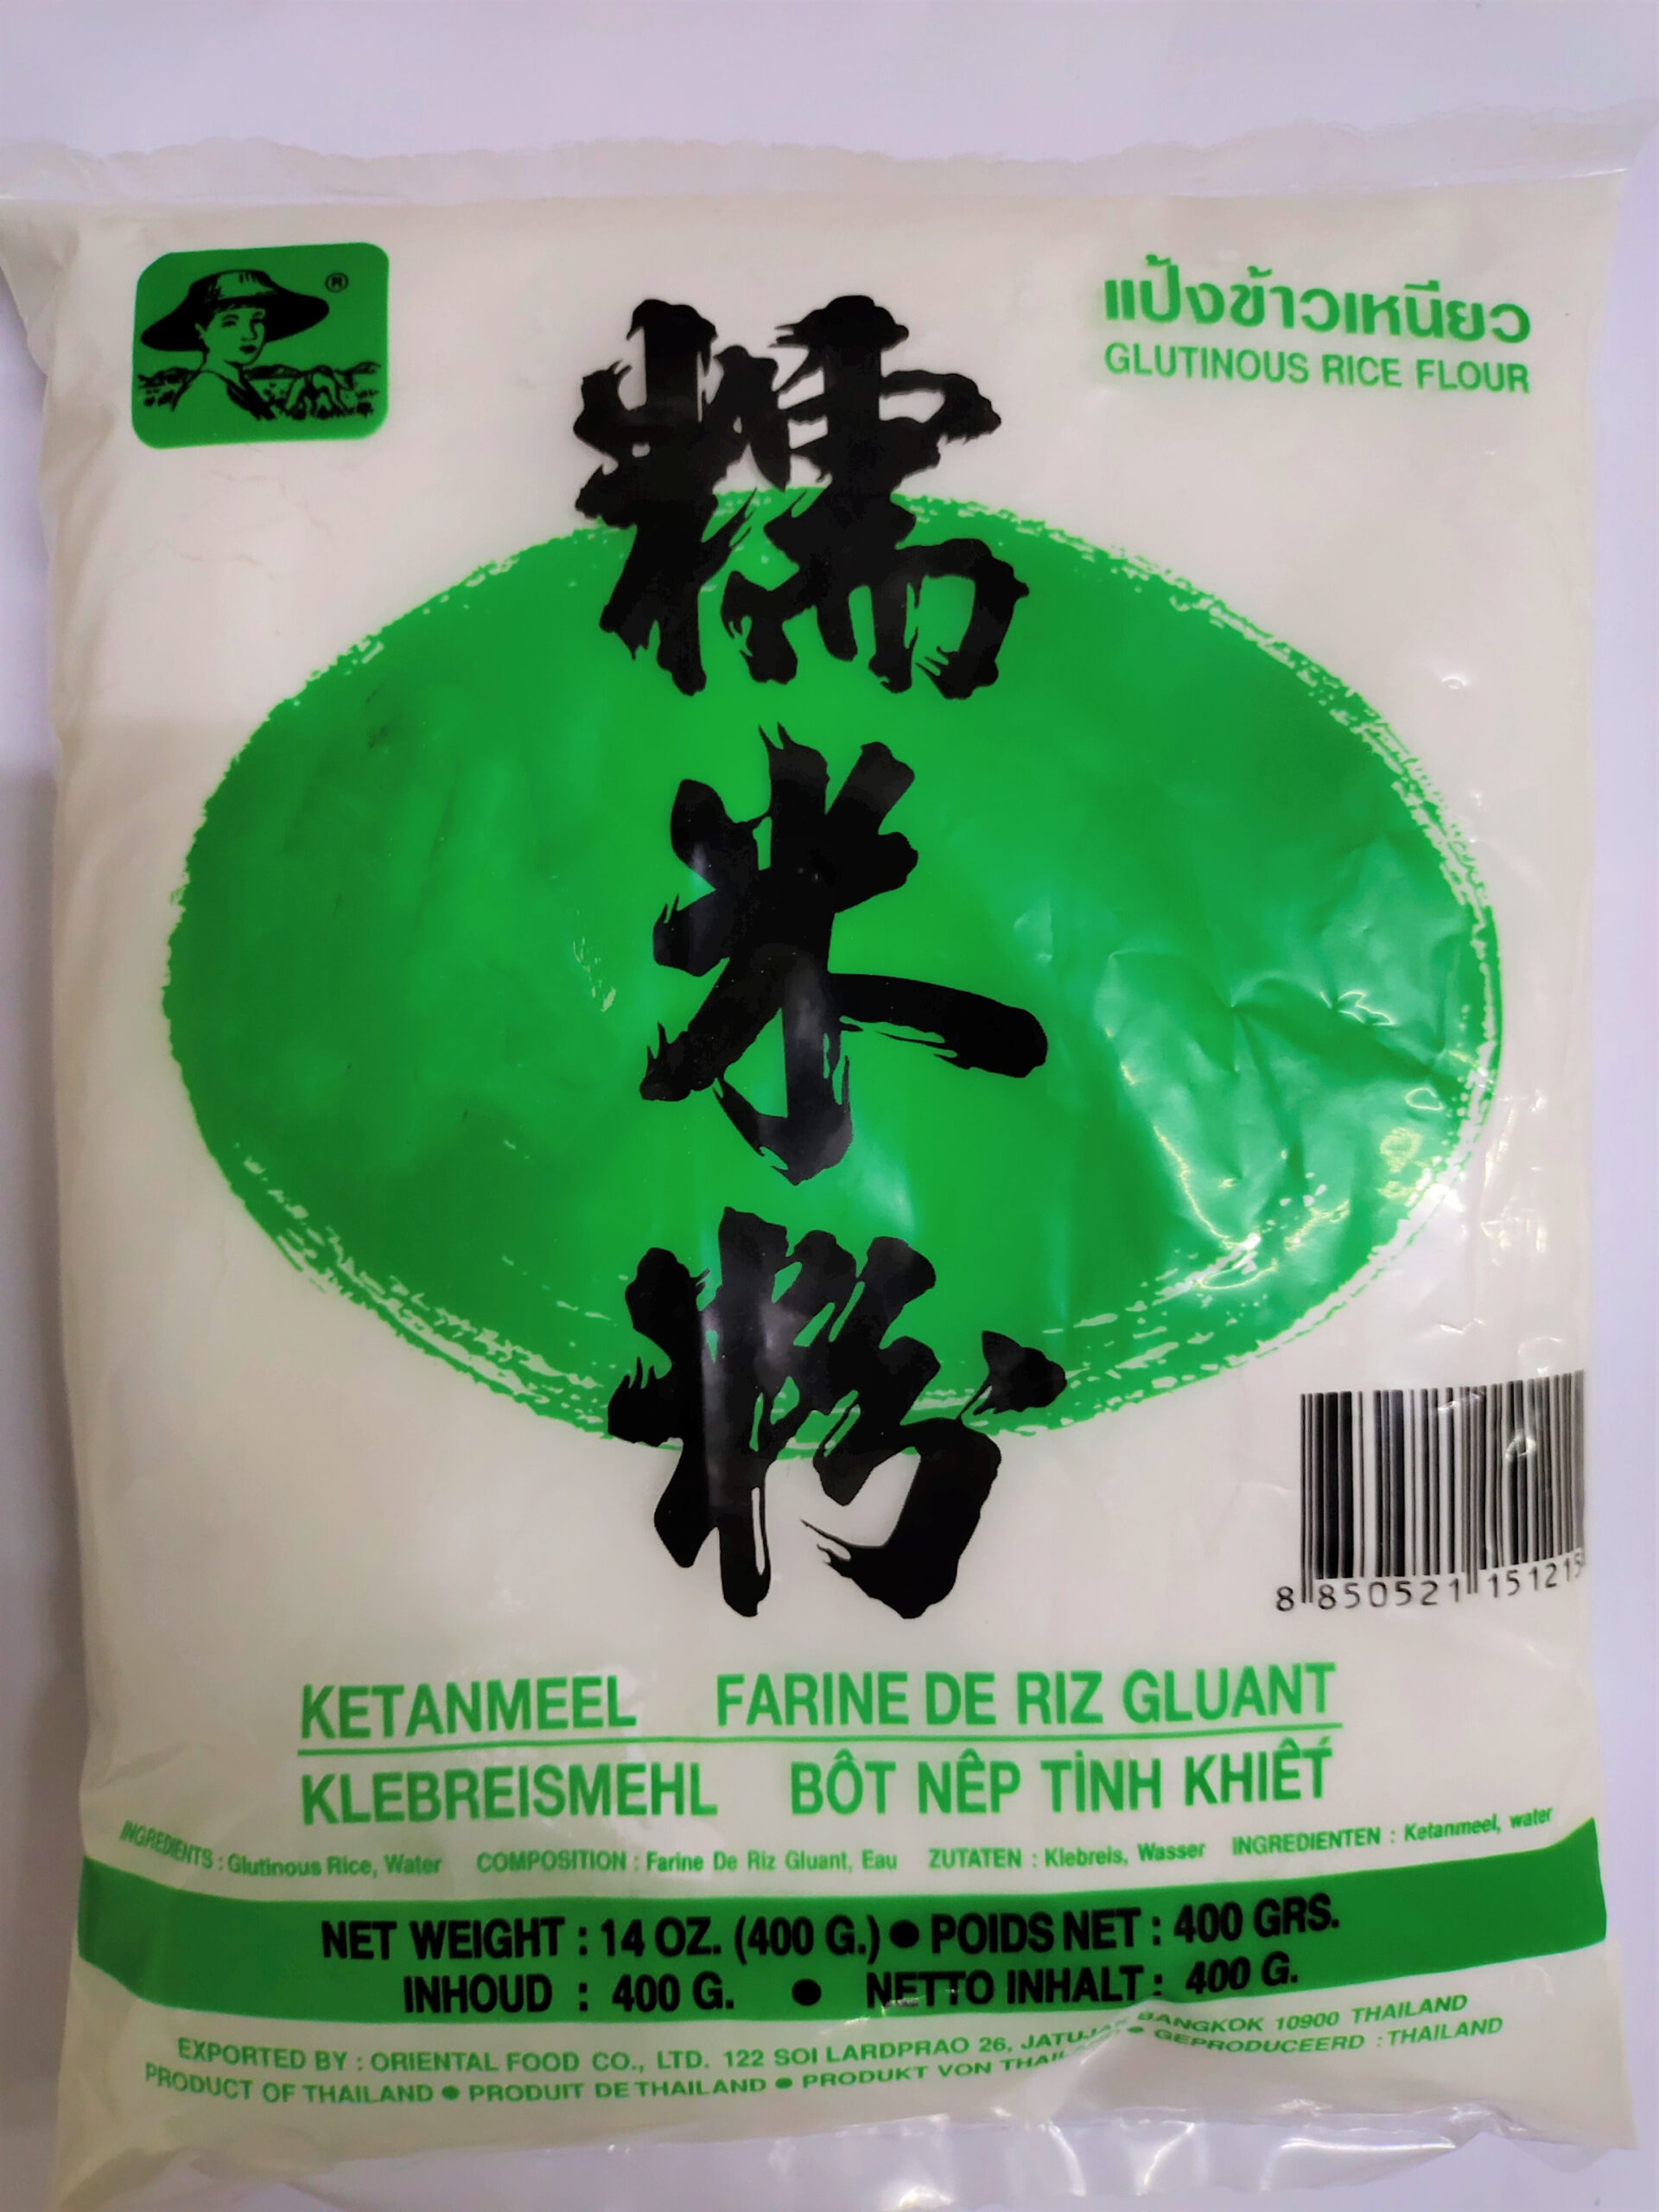 ®
แป้งข้าวเหนียว
GLUTINOUS RICE FLOUR
糯
米
粉
8 850521 151215
KETANMEEL FARINE DE RIZ GLUANT
KLEBREISMEHL BÔT NÊP TINH KHIẾT
INGREDIENTS : Glutinous Rice, Water COMPOSITION : Farine De Riz Gluant, Eau ZUTATEN : Klebreis, Wasser INGREDIENTEN : Ketanmeel, water
NET WEIGHT : 14 OZ. (400 G.) ● POIDS NET : 400 GRS.
INHOUD : 400 G. ● NETTO INHALT : 400 G.
EXPORTED BY : ORIENTAL FOOD CO., LTD. 122 SOI LARDPRAO 26, BANGKOK 10900 THAILAND
PRODUCT OF THAILAND ● PRODUIT DE THAILAND ● PRODUKT VON ● GEPRODUCEERD : THAILAND